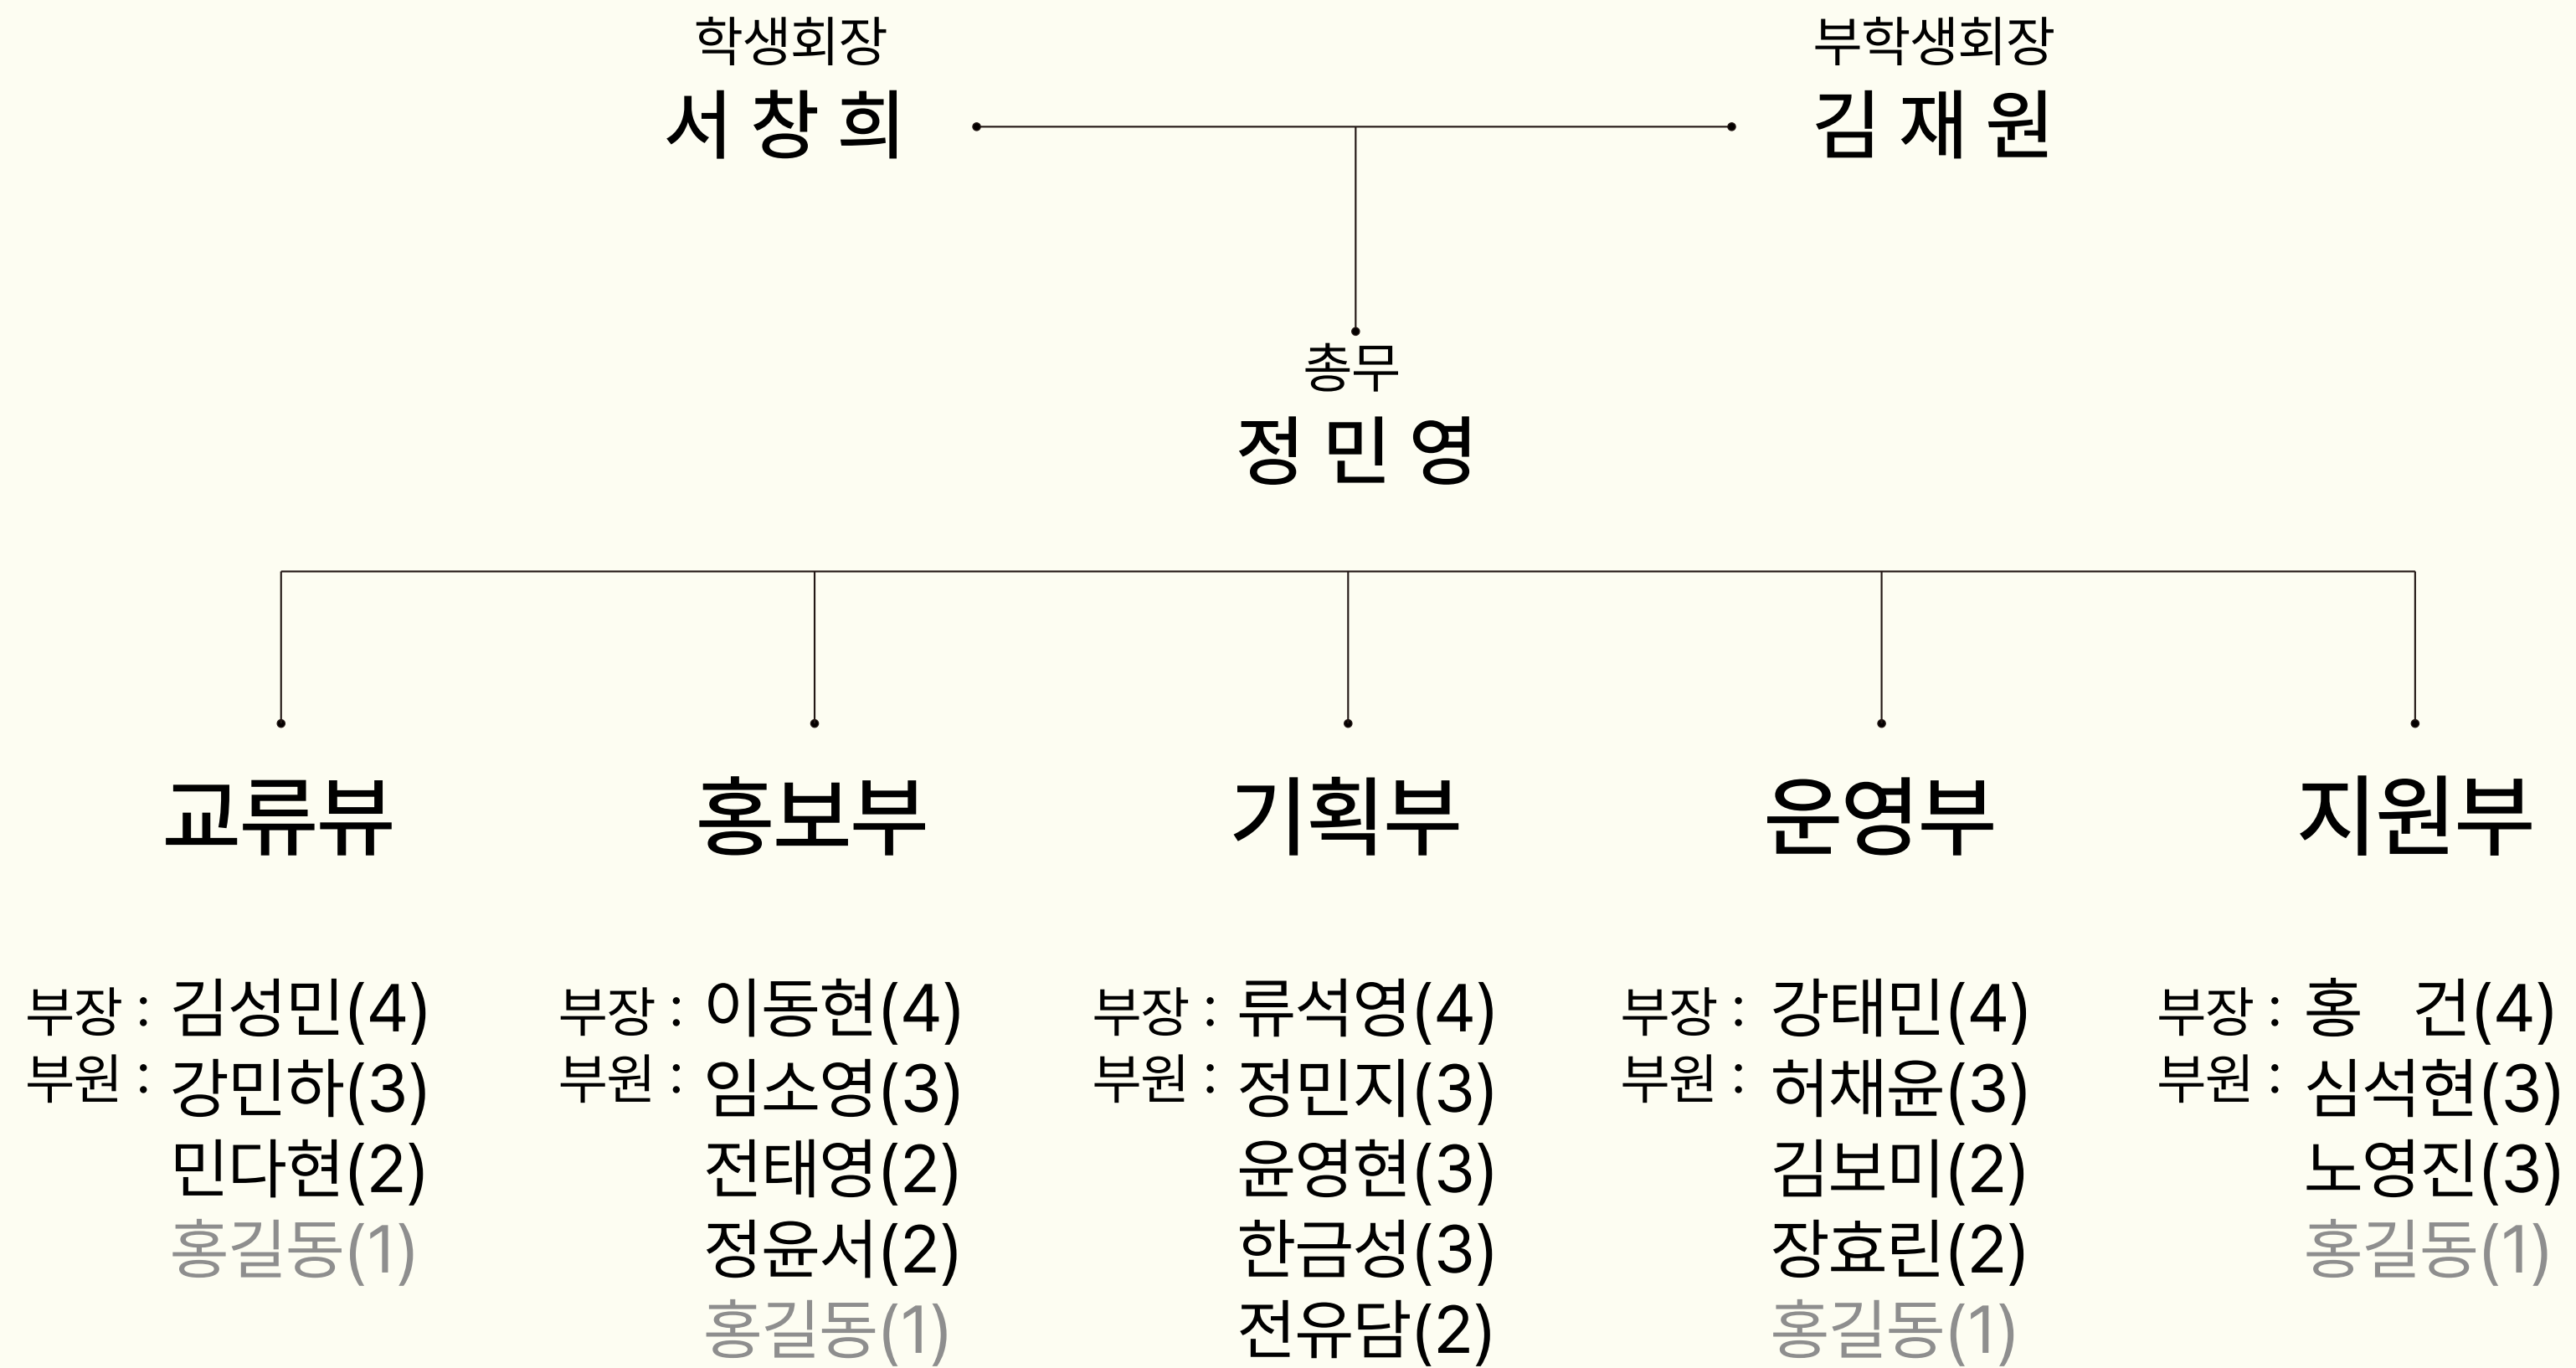 학생회장
서창희
부학생회장
김재원
총무
정민영
교류뷰
부장 : 김성민(4)
부원 : 강민하(3)
민다현(2)
홍길동(1)
홍보부
부장 : 이동현(4)
부원 : 임소영(3)
전태영(2)
정윤서(2)
홍길동(1)
기획부
부장 : 류석영(4)
부원 : 정민지(3)
윤영현(3)
한금성(3)
전유담(2)
운영부
부장 : 강태민(4)
부원 : 허채윤(3)
김보미(2)
장효린(2)
홍길동(1)
지원부
부장 : 홍 건(4)
부원 : 심석현(3)
노영진(3)
홍길동(1)